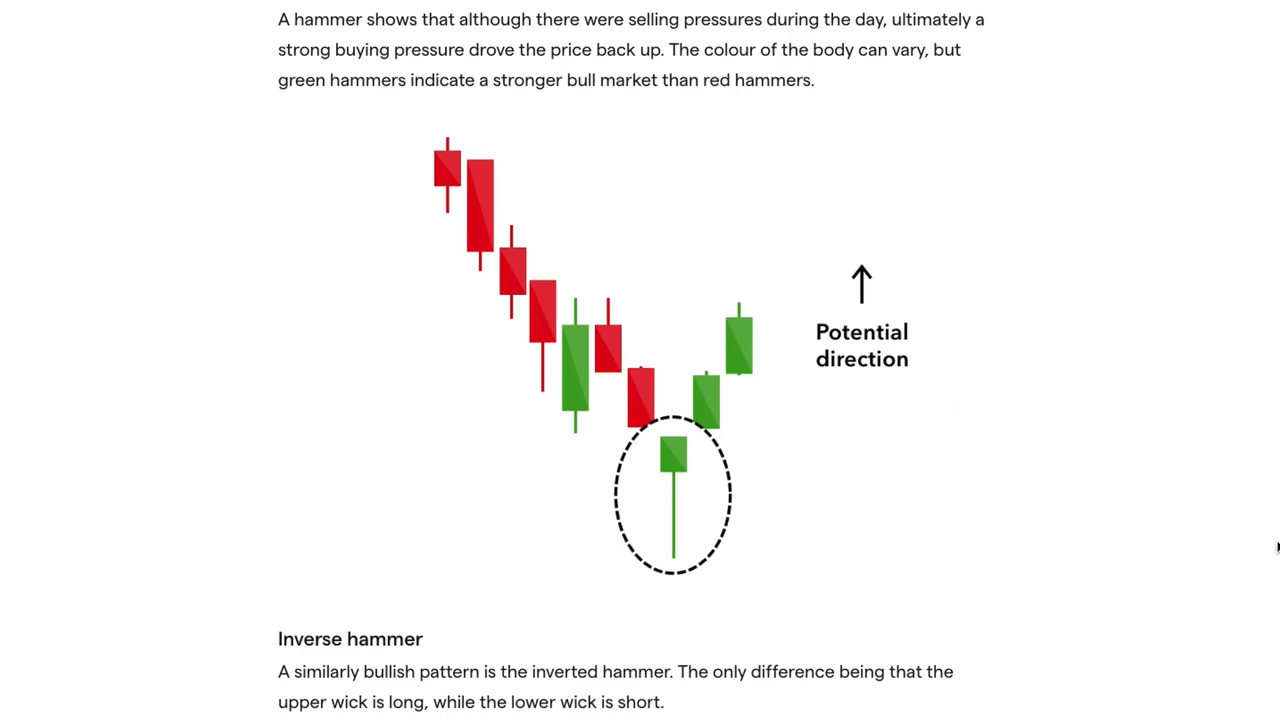 A hammer shows that although there were selling pressures during the day, ultimately a
strong buying pressure drove the price back up. The colour of the body can vary, but
green hammers indicate a stronger bull market than red hammers.
Potential
direction
Inverse hammer
A similarly bullish pattern is the inverted hammer. The only difference being that the
upper wick is long, while the lower wick is short.